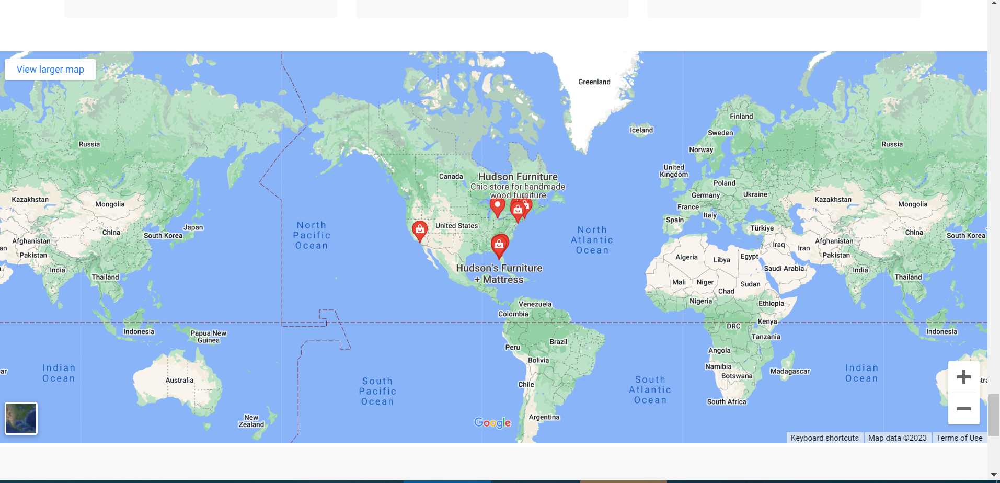 View larger map
Greenland
Finland
Iceland
Sweden
Russia
Russia
Norway
United
Kingdom
Canada
Hudson Furniture
Chic store for handmade
wood furniture
Poland
Germany
Ukraine
Kazakhstan
Mongolia
Kazakhstan
Mongolia
France
Italy
Spain
United States
North
Pacific
Ocean
North
Atlantic
Ocean
Japan
South Korea
China
Türkiye
China
South Korea
Afghanistan
Pakistan
Iraq
Iran
Afghanistan
Pakistan
an
Algeria
Libya
Egypt
India
Saudi Arabia
India
Hudson's Furniture
+ Mattress
Thailand
Thailand
Mali
Niger
Sudan
Chad
Nigeria
Ethiopia
Venezuela
Colombia
Kenya
DRC
Indonesia
Papua New
Guinea
Indonesia
Tanzania
Brazil
Peru
Angola
Bolivia
Namibia
Madagascar
Botswana
ar
Indian
Ocean
Indian
Ocean
Australia
stra
South
Pacific
Ocean
Chile
South
Atlantic
Ocean
South Africa
New
Zealand
Argentina
Google
Keyboard shortcuts
Map data ©2023
Terms of Use